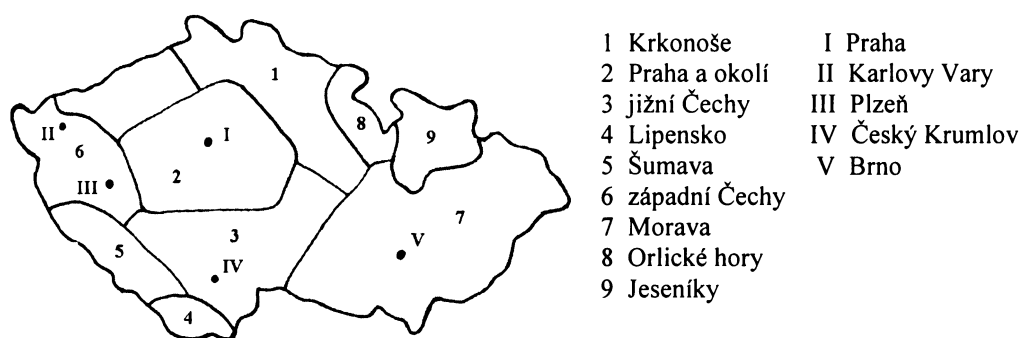 1 Krkonoše
2 Praha a okolí
3 jižní Čechy
4 Lipensko
5 Šumava
6 západní Čechy
7 Morava
8 Orlické hory
9 Jeseníky
I Praha
II Karlovy Vary
III Plzeň
IV Český Krumlov
V Brno
1
8
9
II
I
6
2
III
7
3
V
5
IV
4